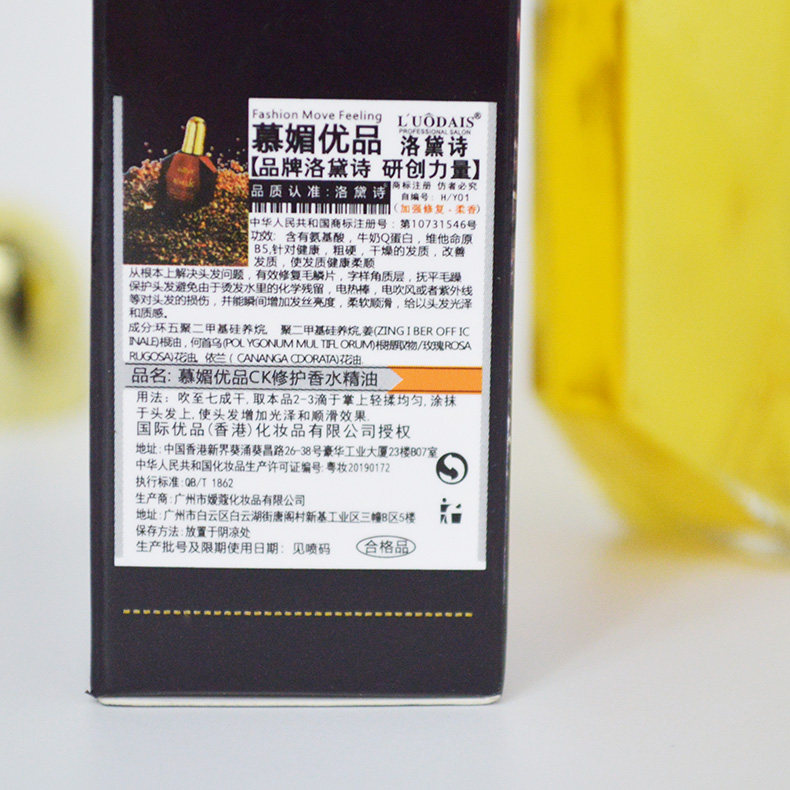 Fashion Move Feeling
慕媚优品
L'UÔDAIS®
PROFESSIONAL SALON
洛黛诗
【品牌洛黛诗 研创力量】
品质认准:洛黛诗
商标注册 仿者必究
自编号: H/Y01
(加强修复-柔香)
中华人民共和国商标注册号:第10731546号
功效: 含有氨基酸,牛奶Q蛋白,维他命原
B5,针对健康,粗硬,干燥的发质,改善
发质,使发质健康柔顺
从根本上解决头发问题,有效修复毛鳞片,字样角质层,抚平毛躁
保护头发避免由于烫发水里的化学残留,电热棒,电吹风或者紫外线
等对头发的损伤,并能瞬间增加发丝亮度,柔软顺滑,给以头发光泽
和质感。
成分:环五聚二甲基硅养烷, 聚二甲基硅养烷,姜(ZING I BER OFF IC
INALE)根油,何首乌(POLYGONUM MULTIFLORUM)根提取物/玫瑰ROSA
RUGOSA)花油,依兰(CANANGA CDORATA)花油.
品名: 慕媚优品CK修护香水精油
用法:吹至七成干,取本品2-3滴于掌上轻揉均匀,涂抹
于头发上,使头发增加光泽和顺滑效果.
国际优品(香港)化妆品有限公司授权
地址:中国香港新界葵涌葵昌路26-38号豪华工业大厦23楼B07室
中华人民共和国化妆品生产许可证编号:粤妆20190172
执行标准:QB/T 1862
生产商:广州市媛蔻化妆品有限公司
地址:广州市白云区白云湖街唐阁村新基工业区三幢B区5楼
保存方法:放置于阴凉处
生产批号及限期使用日期:见喷码
合格品